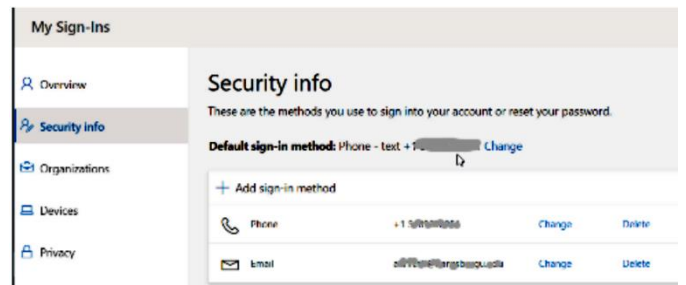 My Sign-Ins
Overview
Security info
Organizations
Devices
Privacy
Security info
These are the methods you use to sign into your account or reset your password.
Default sign-in method: Phone - text Change
+ Add sign-in method
Phone Change Delete
Email Change Delete